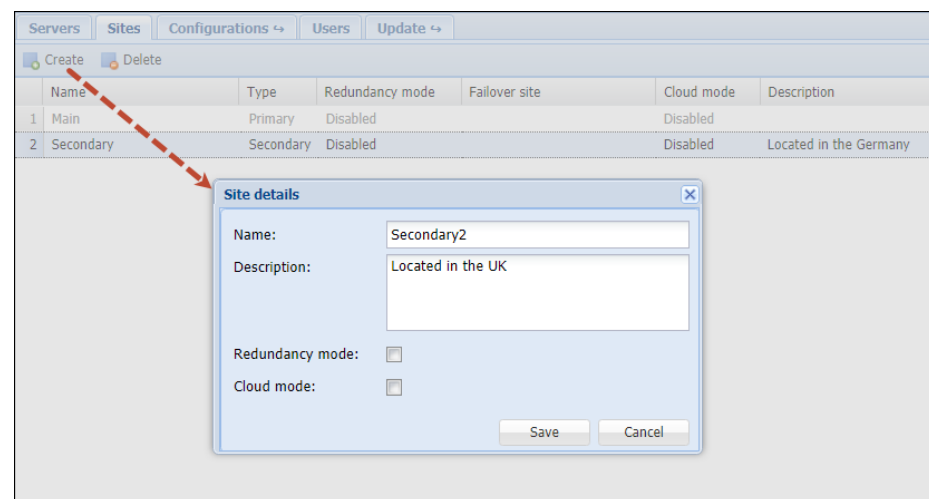 Servers Sites Configurations ↪ Users Update ↪
Create Delete
Name Type Redundancy mode Failover site Cloud mode Description
1 Main Primary Disabled Disabled
2 Secondary Secondary Disabled Disabled Located in the Germany
Site details
Name: Secondary2
Description: Located in the UK
Redundancy mode:
Cloud mode:
Save Cancel